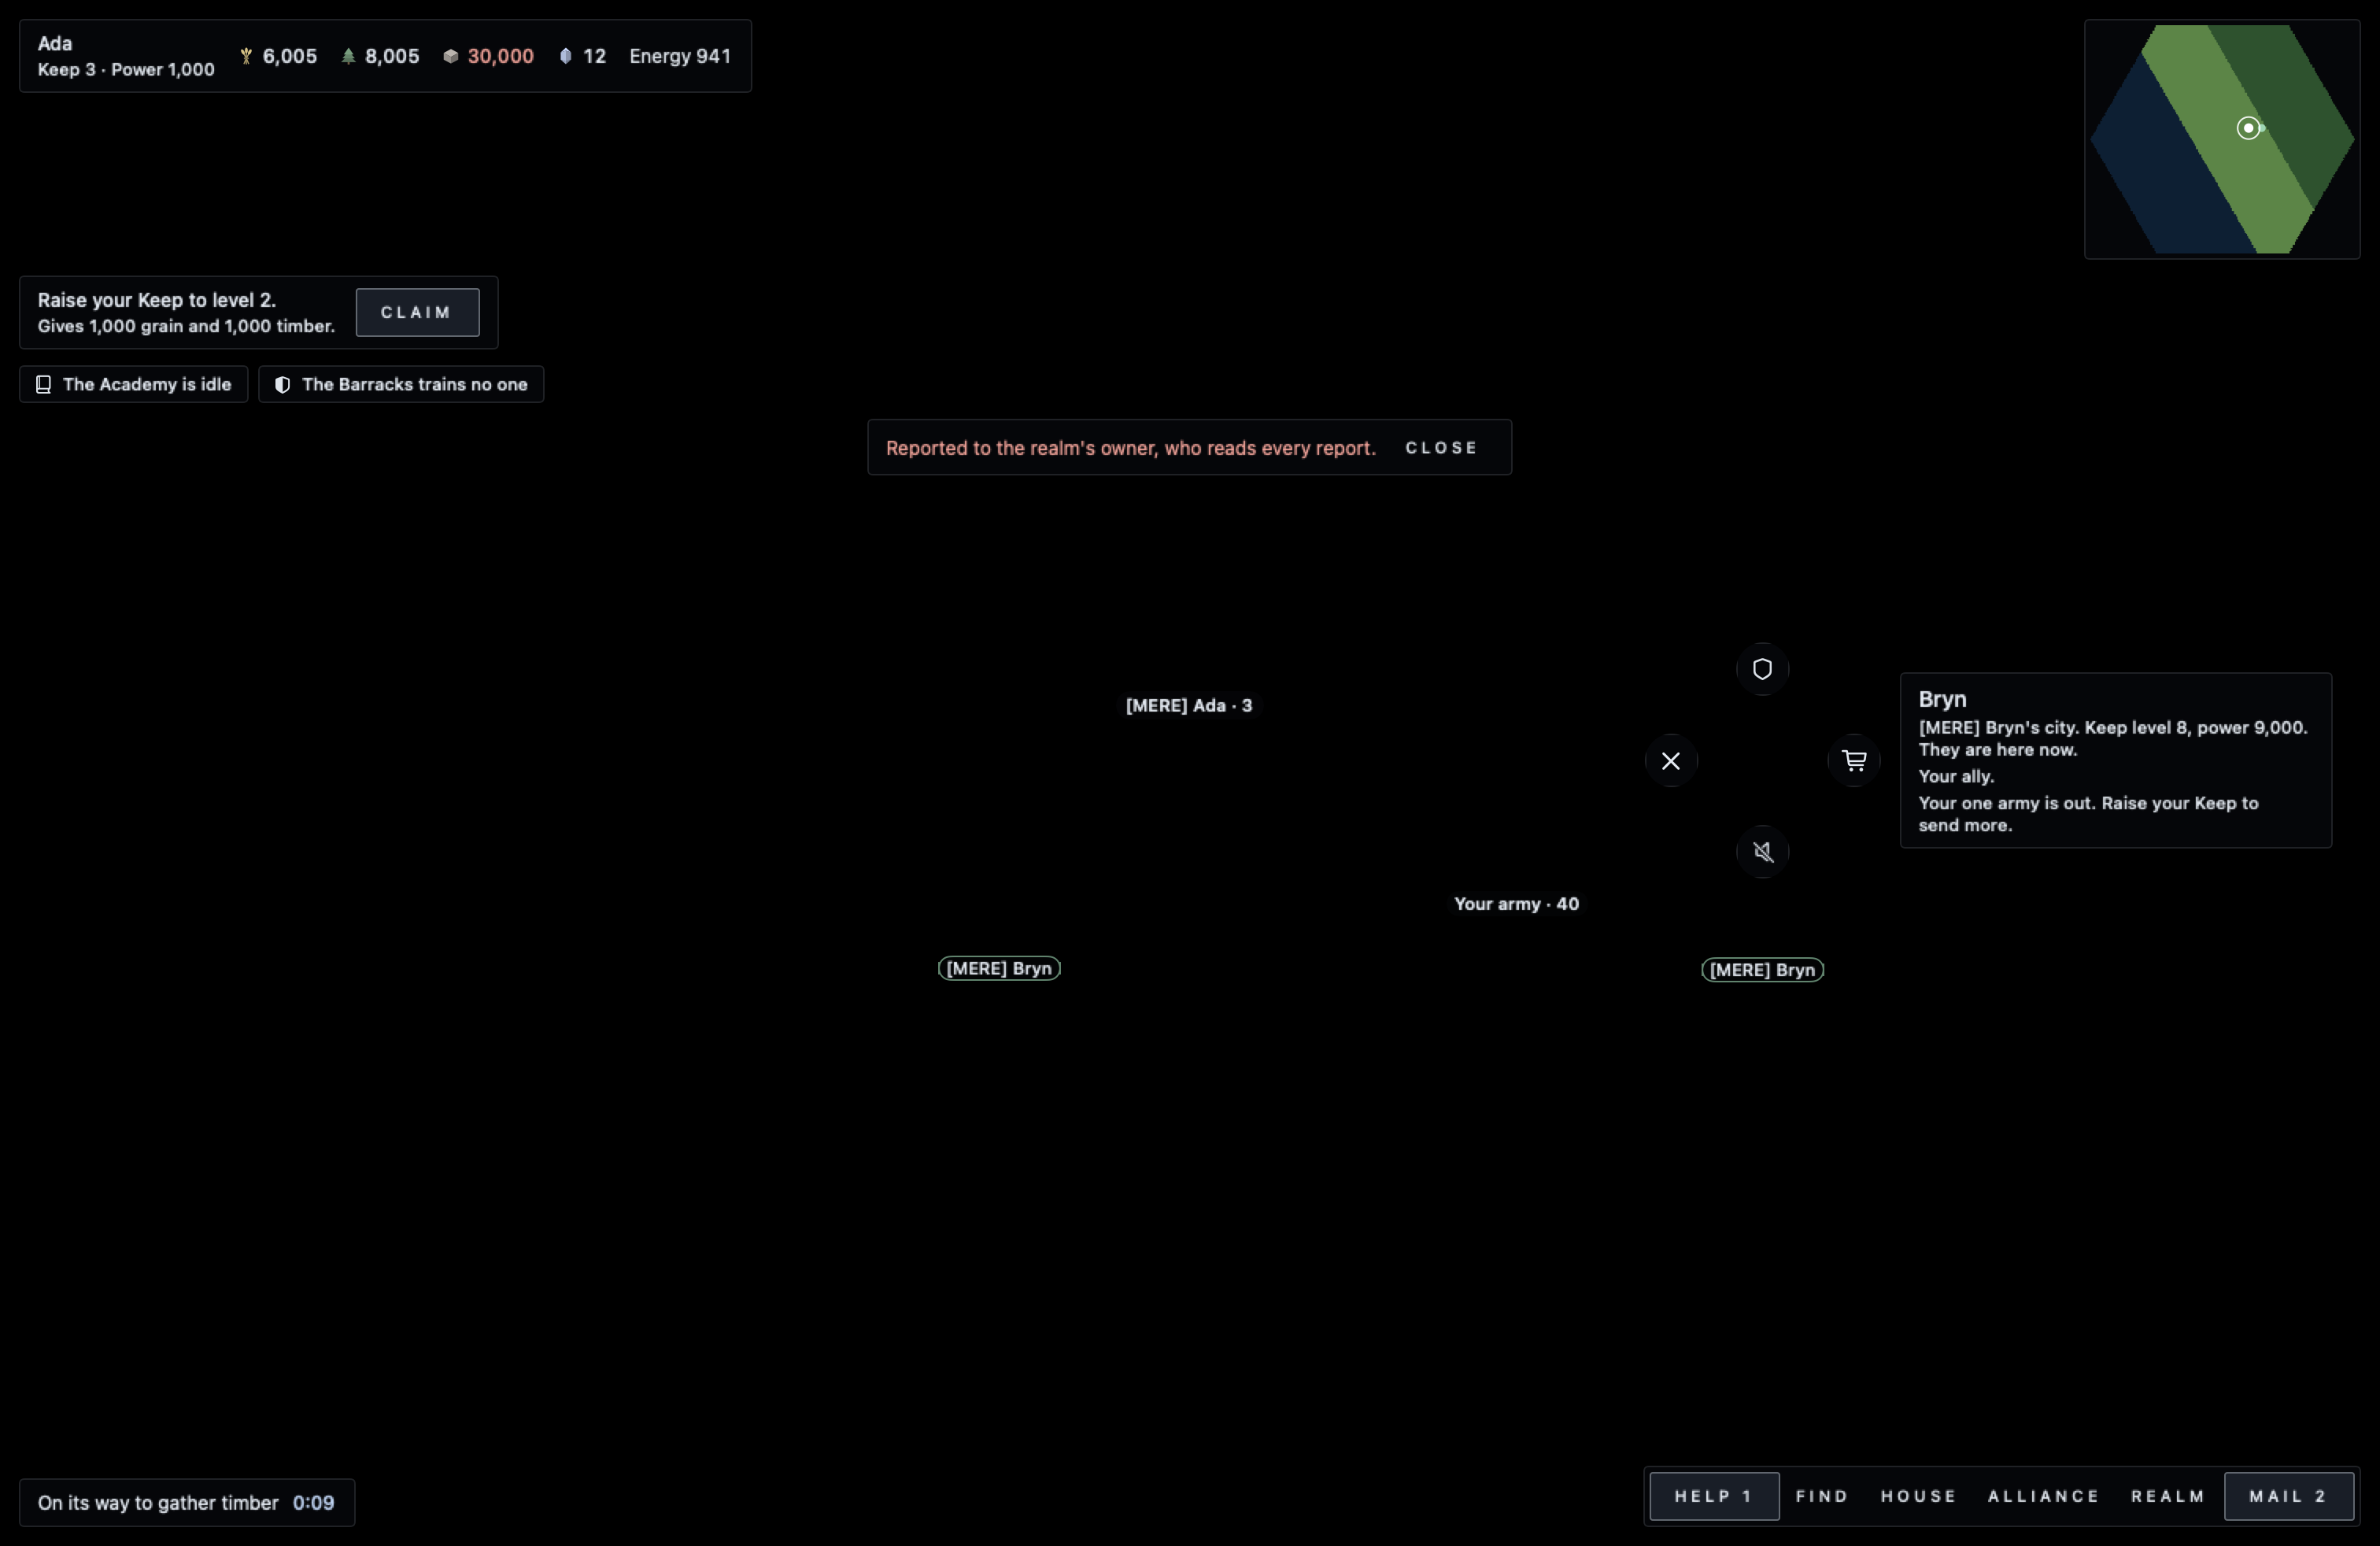 Ada
Keep 3 · Power 1,000
6,005
8,005
30,000
12
Energy 941
Raise your Keep to level 2.
Gives 1,000 grain and 1,000 timber.
CLAIM
The Academy is idle
The Barracks trains no one
Reported to the realm's owner, who reads every report.
CLOSE
[MERE] Ada · 3
Bryn
[MERE] Bryn's city. Keep level 8, power 9,000.
They are here now.
Your ally.
Your one army is out. Raise your Keep to
send more.
Your army · 40
[MERE] Bryn
[MERE] Bryn
On its way to gather timber 0:09
HELP 1
FIND
HOUSE
ALLIANCE
REALM
MAIL 2